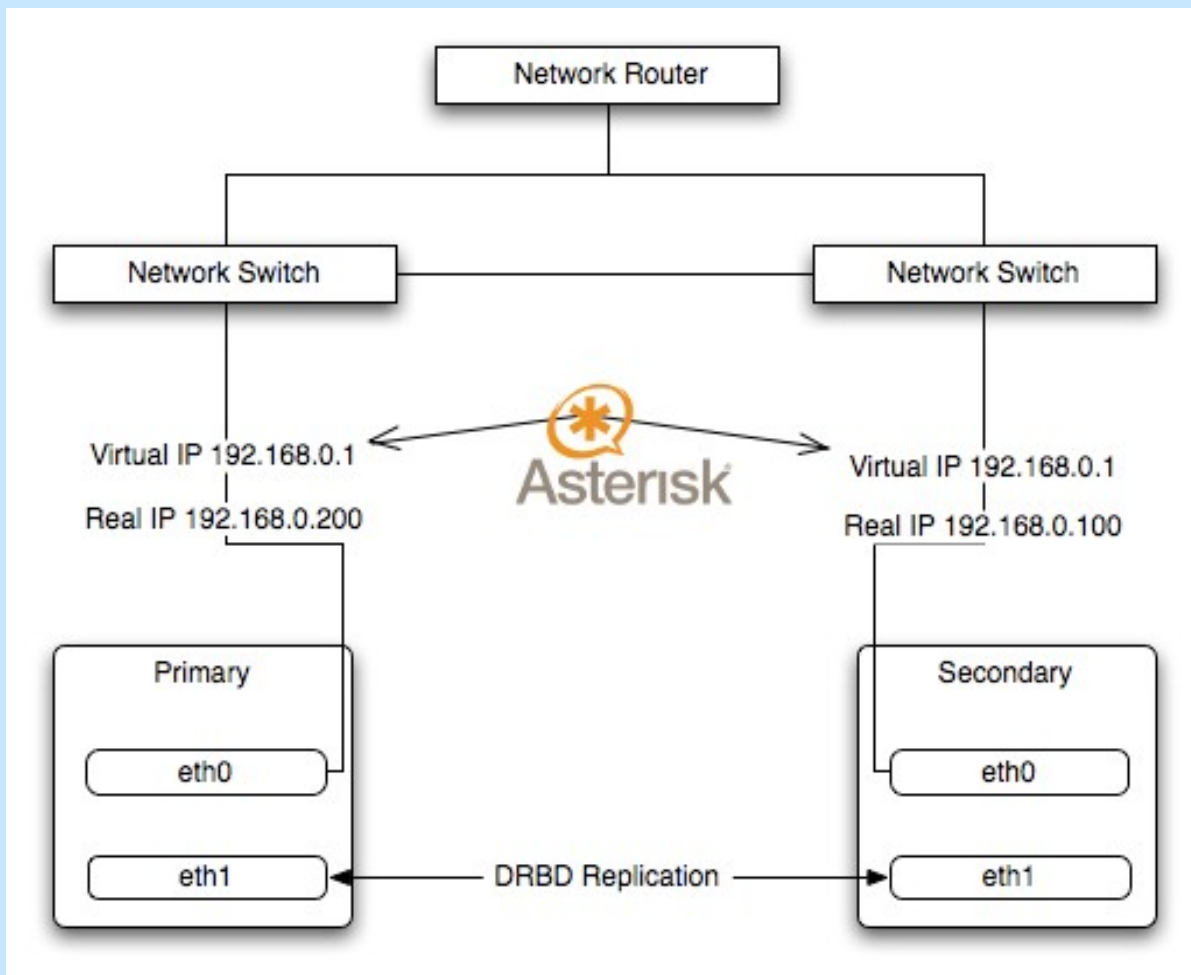 Network Router
Network Switch
Network Switch
Virtual IP 192.168.0.1
Real IP 192.168.0.200
Asterisk
Virtual IP 192.168.0.1
Real IP 192.168.0.100
Primary
eth0
eth1
DRBD Replication
Secondary
eth0
eth1